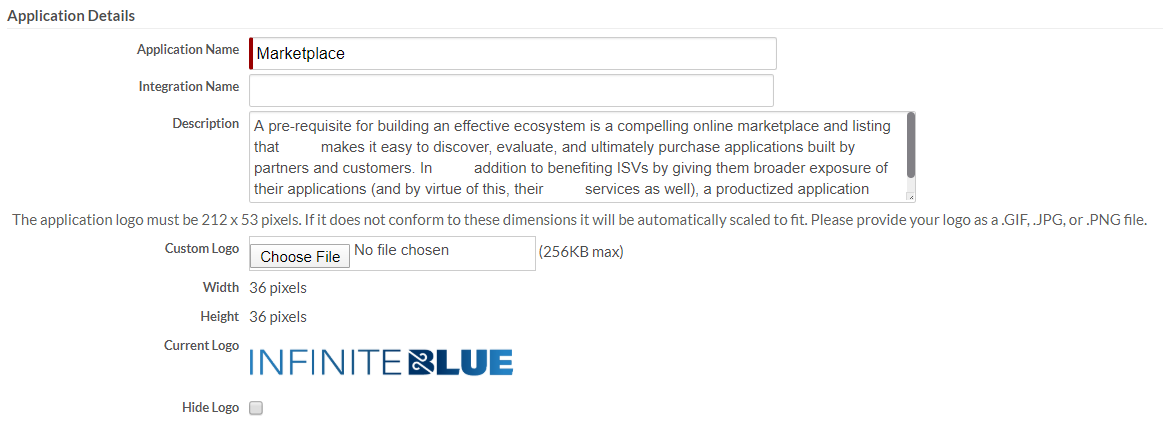 Application Details
Application Name Marketplace
Integration Name
Description A pre-requisite for building an effective ecosystem is a compelling online marketplace and listing
that makes it easy to discover, evaluate, and ultimately purchase applications built by
partners and customers. In addition to benefiting ISVs by giving them broader exposure of
their applications (and by virtue of this, their services as well), a productized application
The application logo must be 212 x 53 pixels. If it does not conform to these dimensions it will be automatically scaled to fit. Please provide your logo as a .GIF, .JPG, or .PNG file.
Custom Logo Choose File No file chosen (256KB max)
Width 36 pixels
Height 36 pixels
Current Logo INFINITEBLUE
Hide Logo